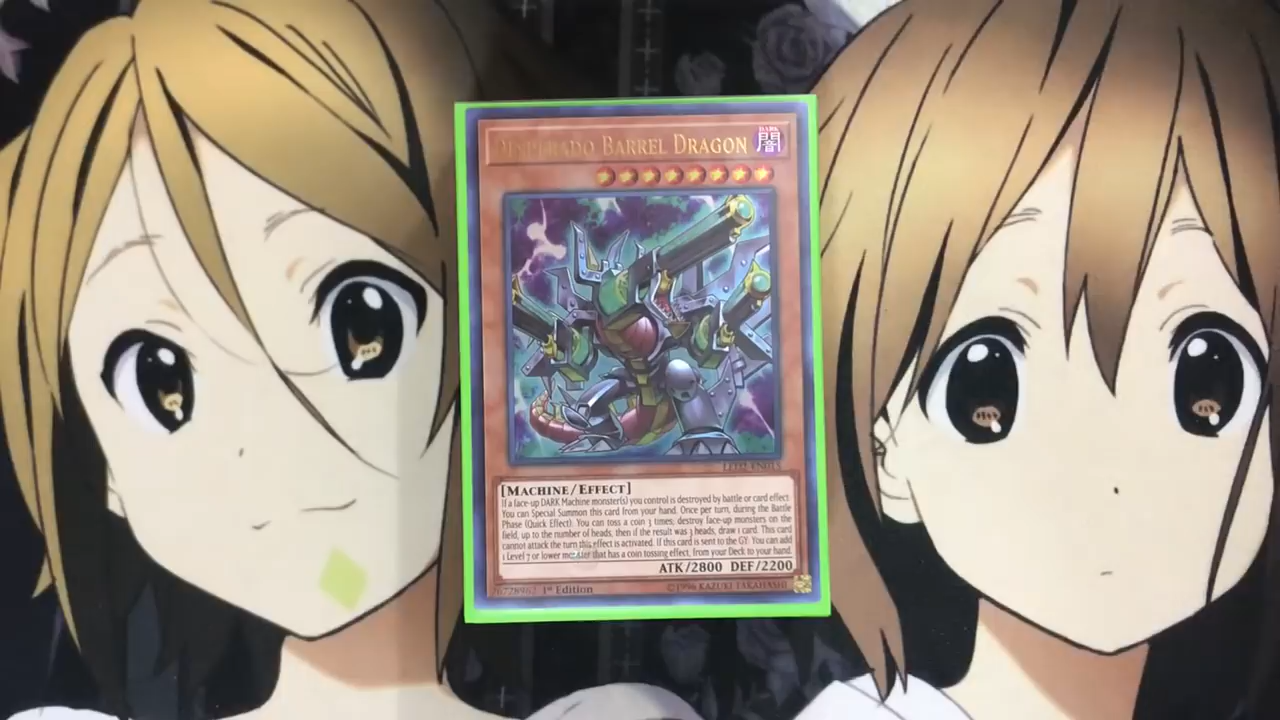 DESPERADO BARREL DRAGON
DARK
闇
LED2-EN015
[MACHINE/EFFECT]
If a face-up DARK Machine monster(s) you control is destroyed by battle or card effect
You can Special Summon this card from your hand. Once per turn, during the Battle
Phase (Quick Effect): You can toss a coin 3 times; destroy face-up monsters on the
field, up to the number of heads, then if the result was 3 heads, draw 1 card. This card
cannot attack the turn this effect is activated. If this card is sent to the GY: You can add
1 Level 7 or lower monster that has a coin tossing effect, from your Deck to your hand.
ATK/2800 DEF/2200
1st Edition
©1996 KAZUKI TAKAHASHI